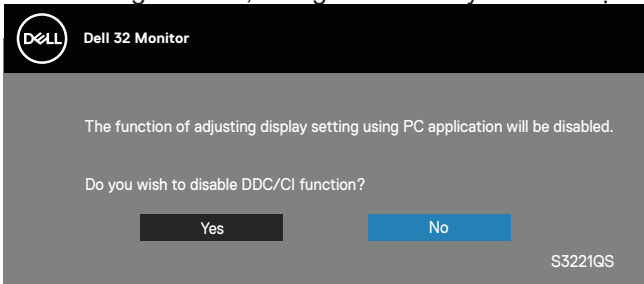 DELL
Dell 32 Monitor
The function of adjusting display setting using PC application will be disabled.
Do you wish to disable DDC/CI function?
Yes
No
S3221QS